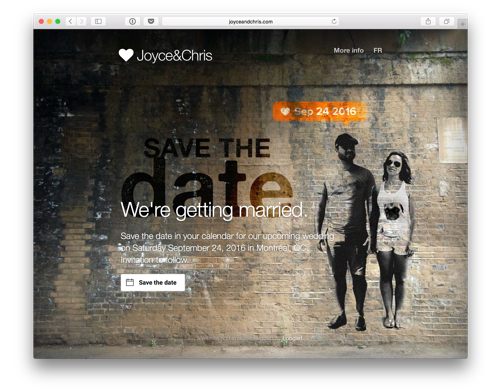 joyceandchris.com
Joyce&Chris
More info FR
Sep 24 2016
SAVE THE
date
We're getting married.
Save the date in your calendar for our upcoming wedding
on Saturday September 24, 2016 in Montreal, QC.
Invitation to follow.
Save the date